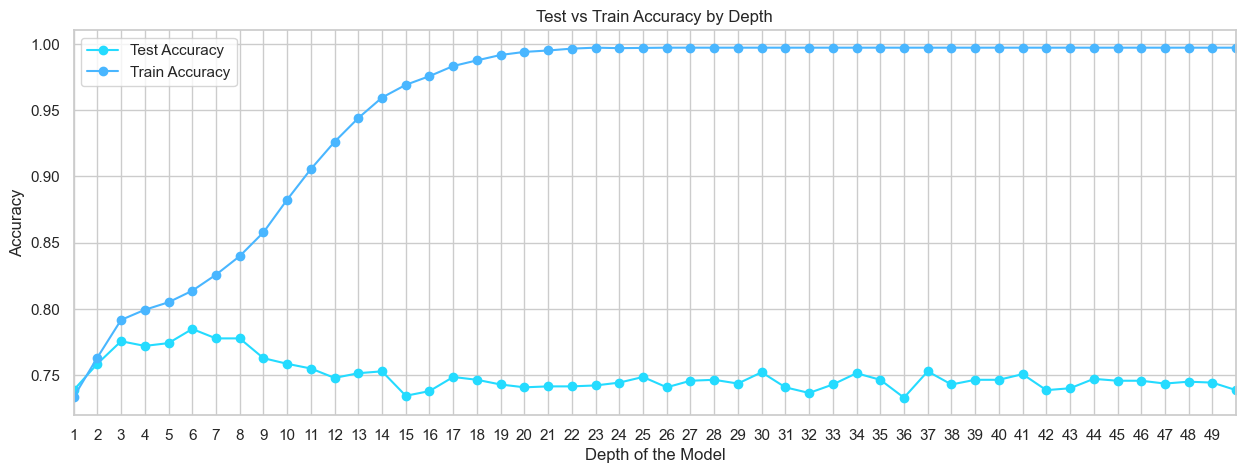 Test vs Train Accuracy by Depth
Test Accuracy
Train Accuracy
1.00
0.95
0.90
0.85
0.80
0.75
Accuracy
1 2 3 4 5 6 7 8 9 10 11 12 13 14 15 16 17 18 19 20 21 22 23 24 25 26 27 28 29 30 31 32 33 34 35 36 37 38 39 40 41 42 43 44 45 46 47 48 49
Depth of the Model